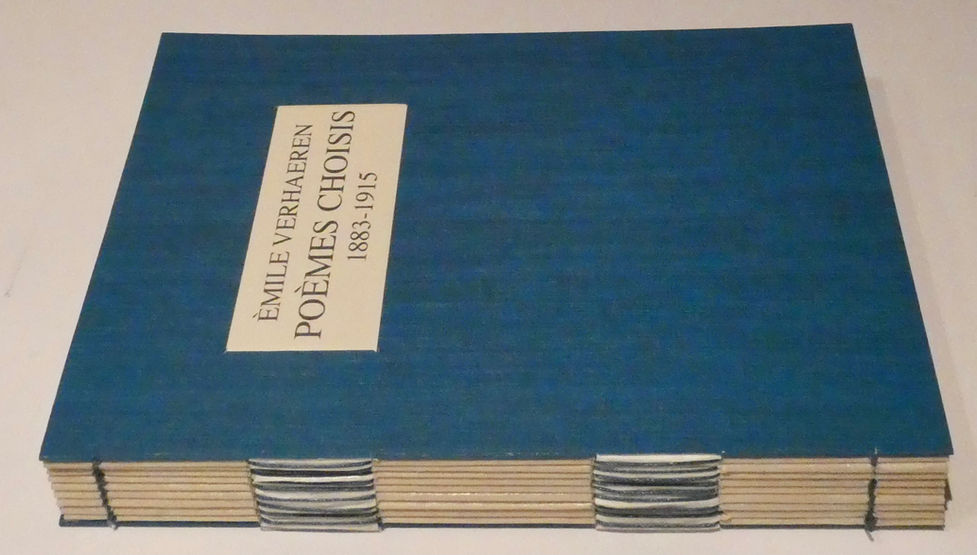 ÈMILE VERHAEREN
POÈMES CHOISIS
1883-1915